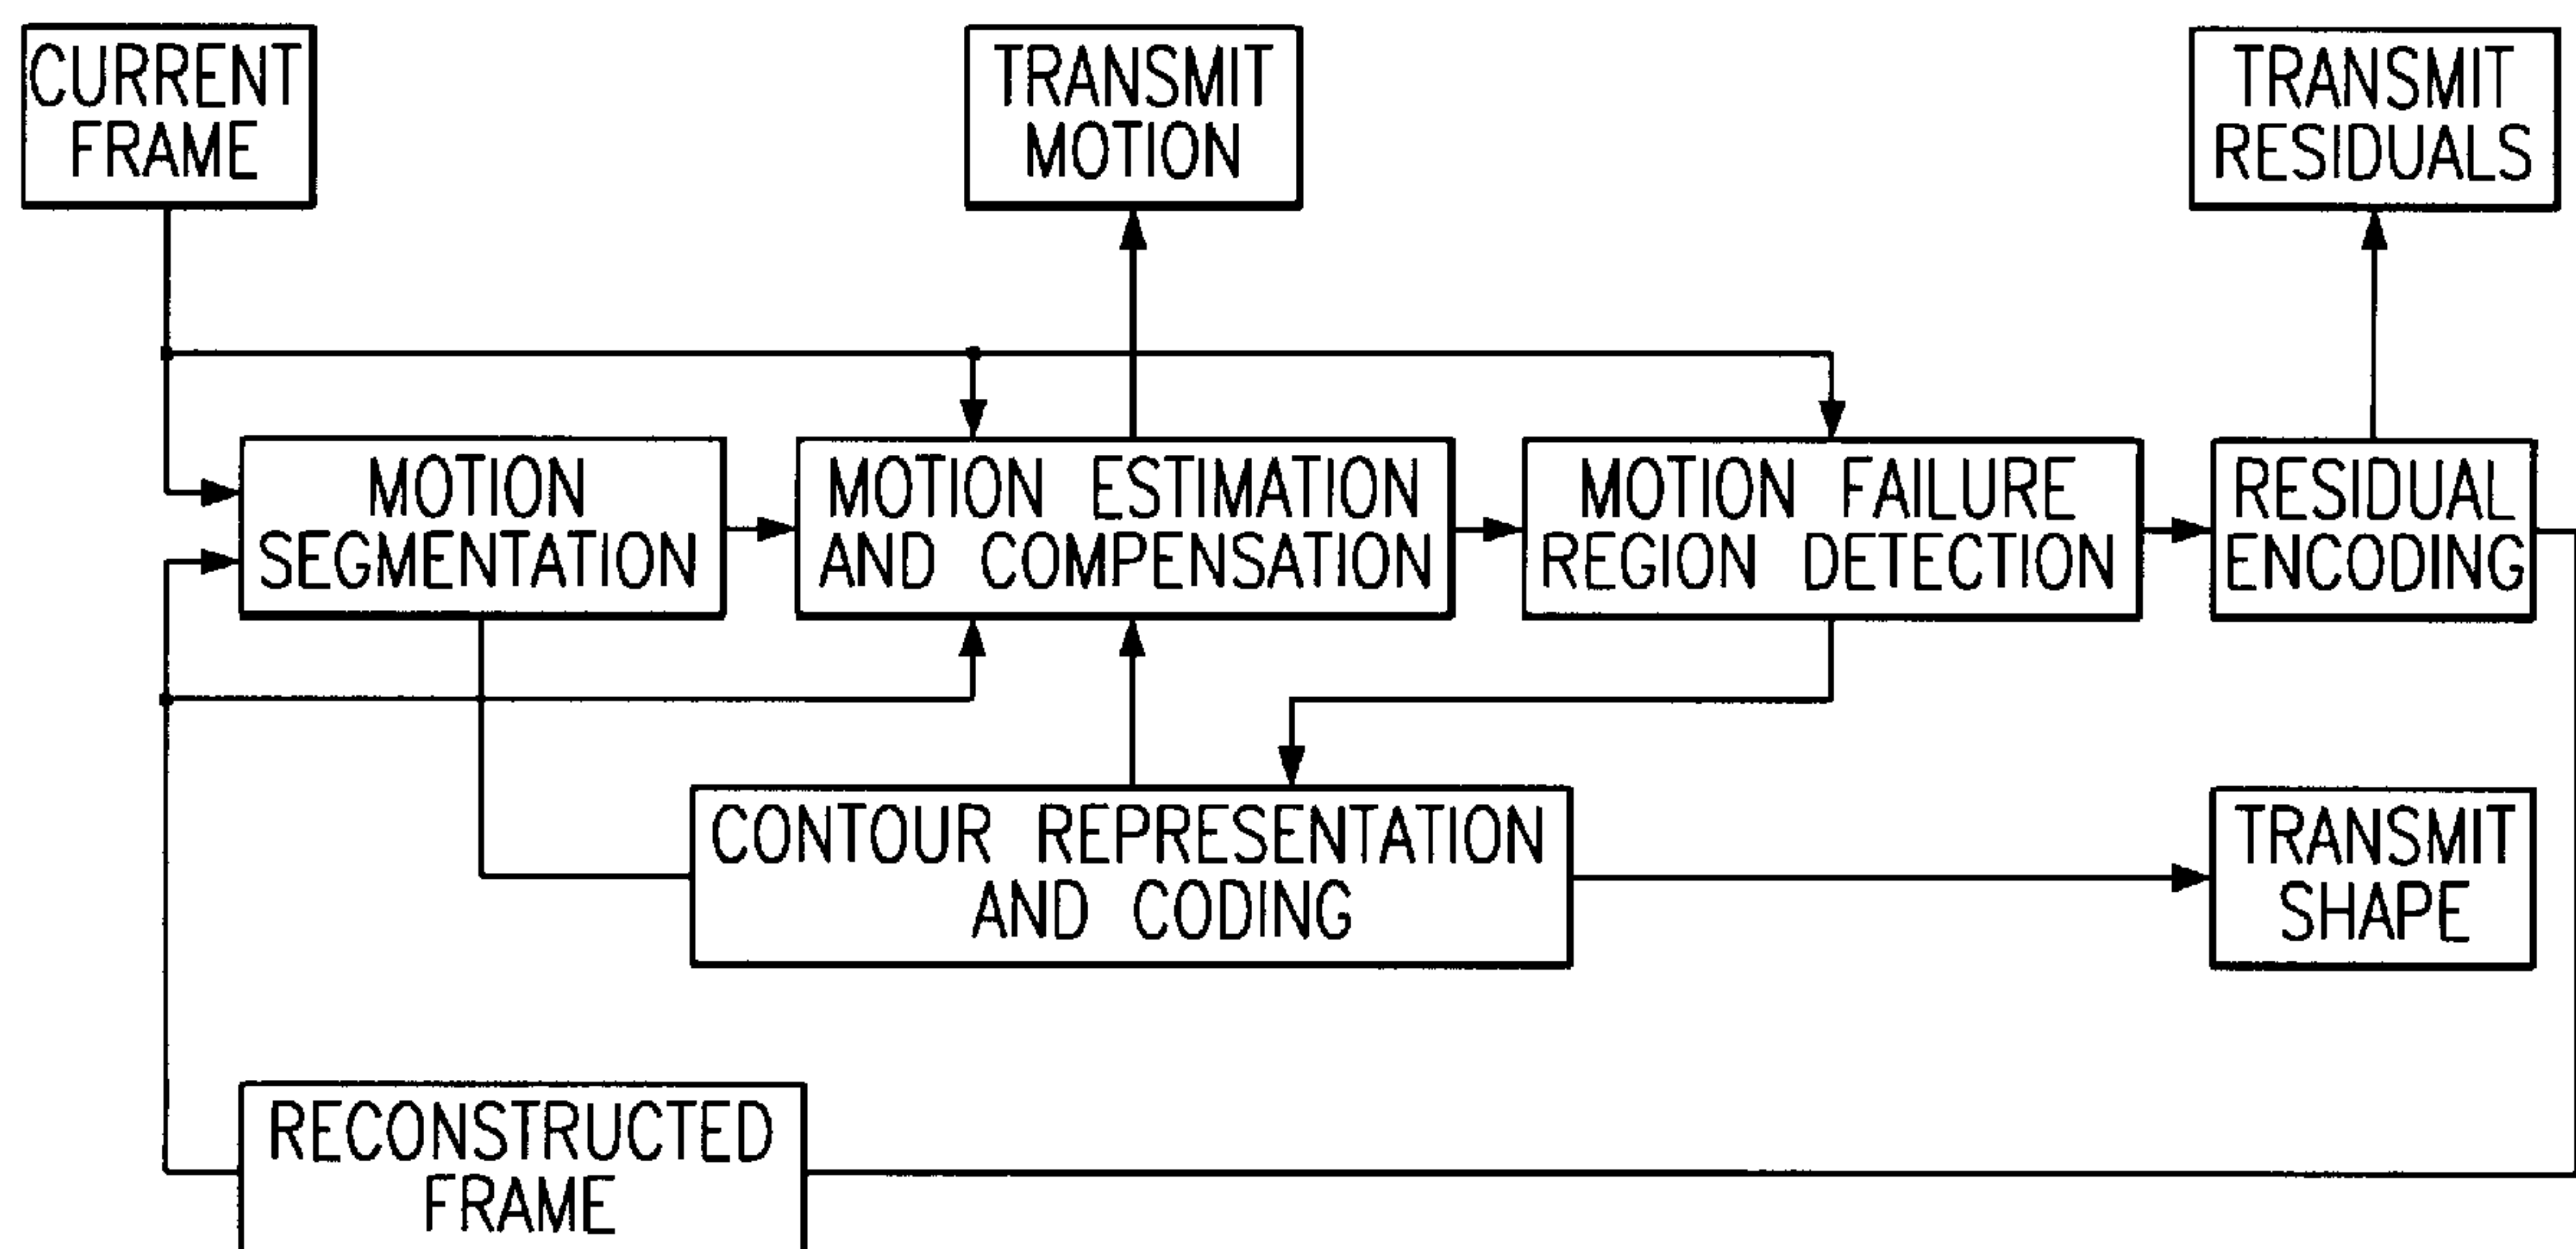 CURRENT
FRAME
TRANSMIT
MOTION
TRANSMIT
RESIDUALS
MOTION
SEGMENTATION
MOTION ESTIMATION
AND COMPENSATION
MOTION FAILURE
REGION DETECTION
RESIDUAL
ENCODING
CONTOUR REPRESENTATION
AND CODING
TRANSMIT
SHAPE
RECONSTRUCTED
FRAME